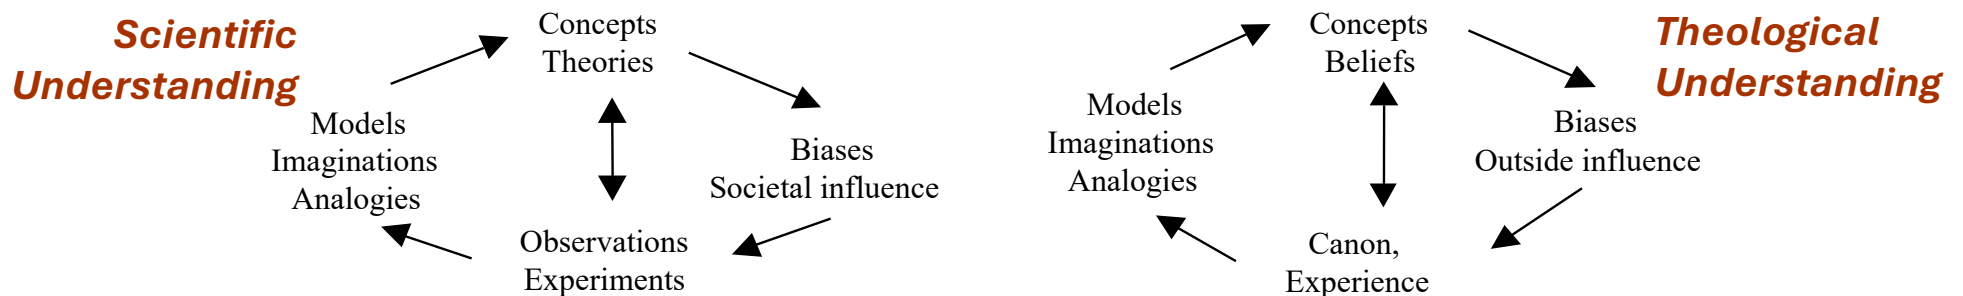 Scientific
Understanding
Concepts
Theories
Models
Imaginations
Analogies
Biases
Societal influence
Observations
Experiments
Theological
Understanding
Concepts
Beliefs
Models
Imaginations
Analogies
Biases
Outside influence
Canon,
Experience